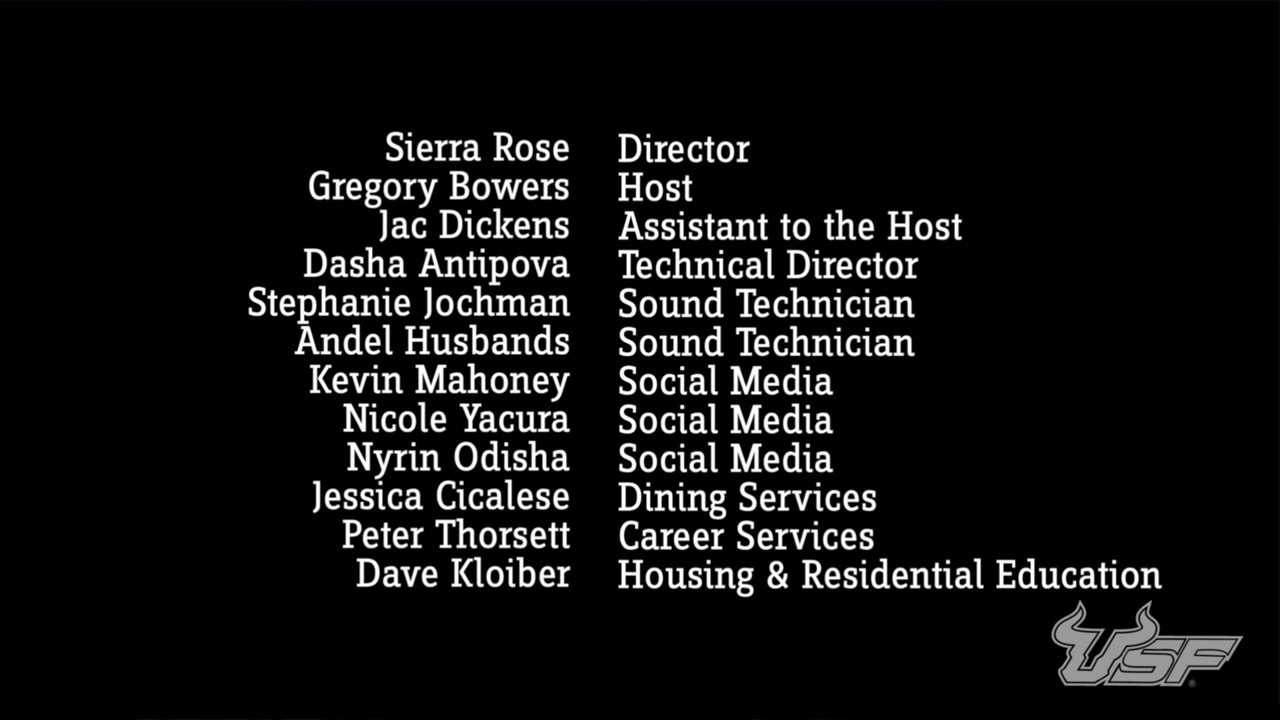 Sierra Rose Director
Gregory Bowers Host
Jac Dickens Assistant to the Host
Dasha Antipova Technical Director
Stephanie Jochman Sound Technician
Andel Husbands Sound Technician
Kevin Mahoney Social Media
Nicole Yacura Social Media
Nyrin Odisha Social Media
Jessica Cicalese Dining Services
Peter Thorsett Career Services
Dave Kloiber Housing & Residential Education
USF®